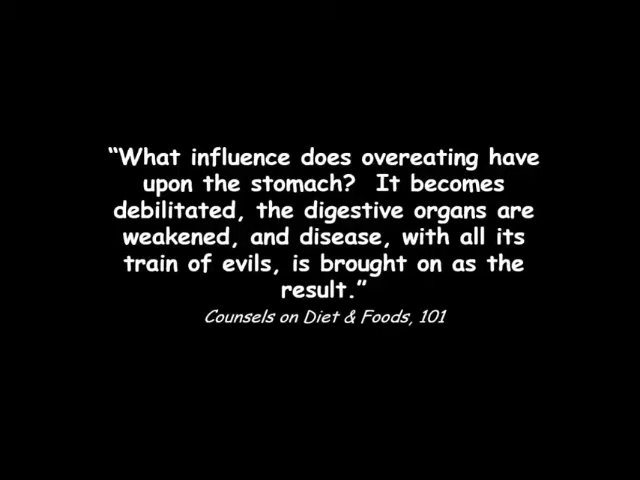 “What influence does overeating have
upon the stomach?  It becomes
debilitated, the digestive organs are
weakened, and disease, with all its
train of evils, is brought on as the
result.”
Counsels on Diet & Foods, 101